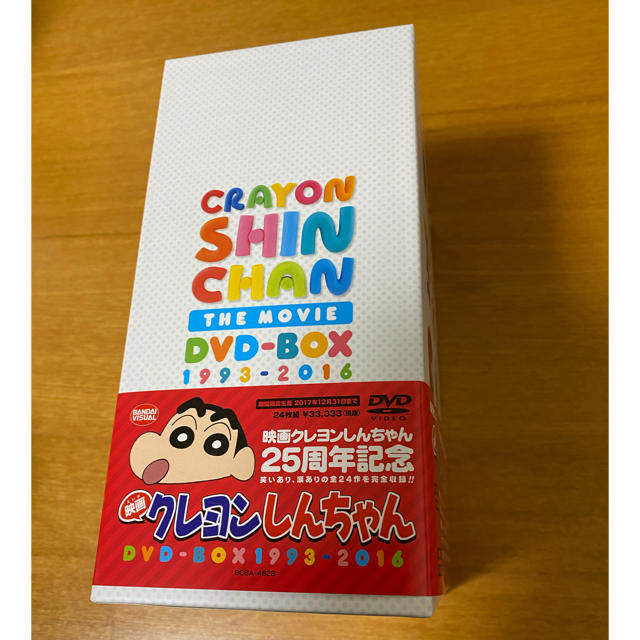 CRAYON
SHIN
CHAN
THE MOVIE
DVD-BOX
1993-2016
BANDAI
VISUAL
期間限定生産 2017年12月31日まで
24枚組 ¥33,333(税抜)
DVD
VIDEO
映画クレヨンしんちゃん
25周年記念
笑いあり、涙ありの全24作を完全収録!!
映画
クレヨンしんちゃん
DVD-BOX 1993-2016
BCBA-4828